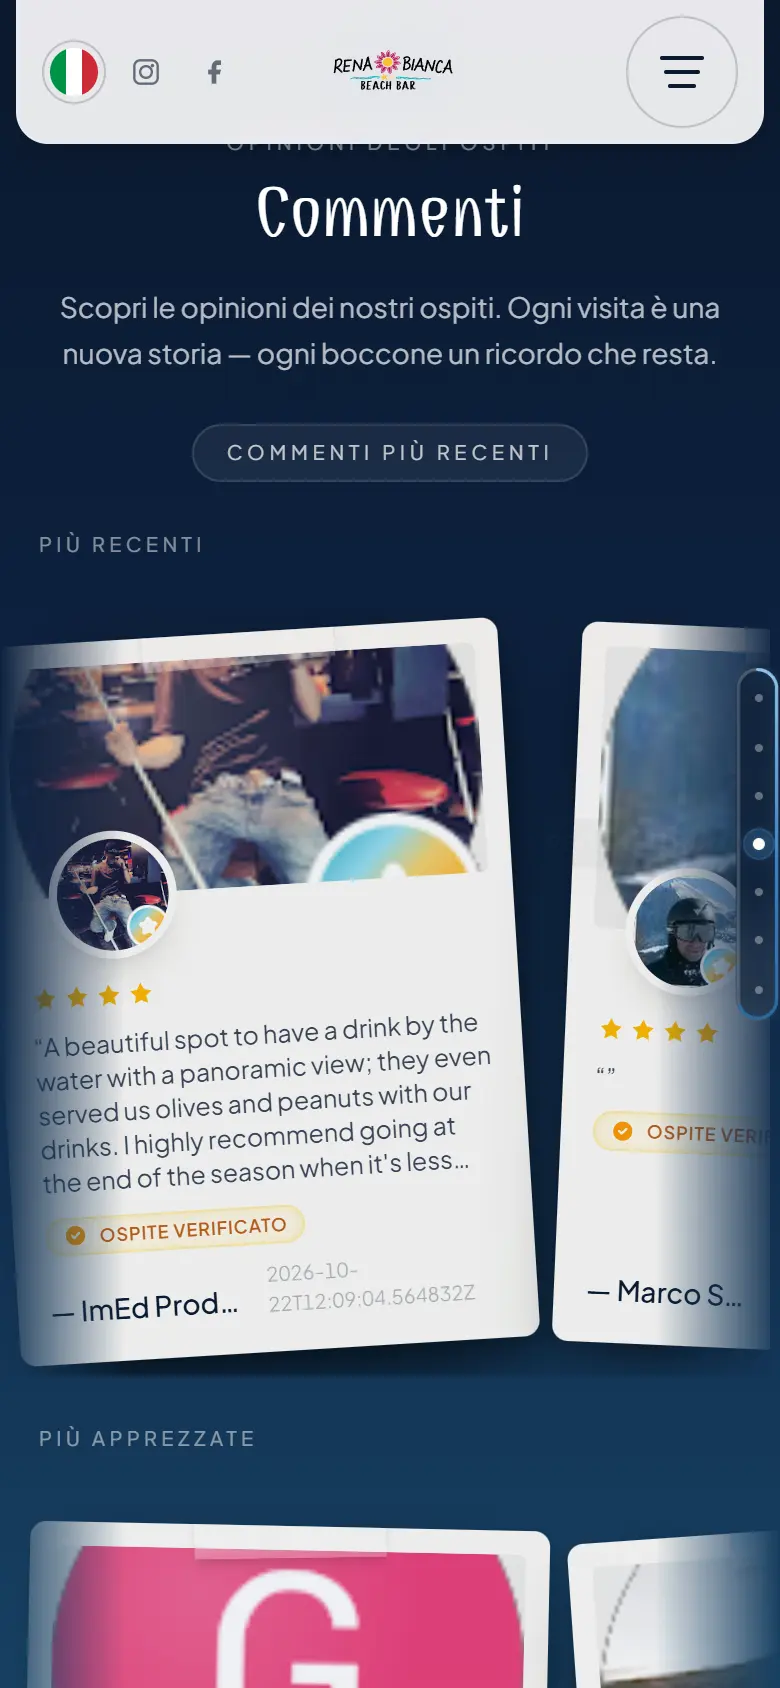 RENA BIANCA
BEACH BAR
OPINIONI DEGLI OSPITI
Commenti
Scopri le opinioni dei nostri ospiti. Ogni visita è una
nuova storia — ogni boccone un ricordo che resta.
COMMENTI PIÙ RECENTI
PIÙ RECENTI
“A beautiful spot to have a drink by the
water with a panoramic view; they even
served us olives and peanuts with our
drinks. I highly recommend going at
the end of the season when it's less...
OSPITE VERIFICATO
— ImEd Prod...
2026-10-
22T12:09:04.564832Z
“”
OSPITE VERIF
— Marco S...
PIÙ APPREZZATE
G